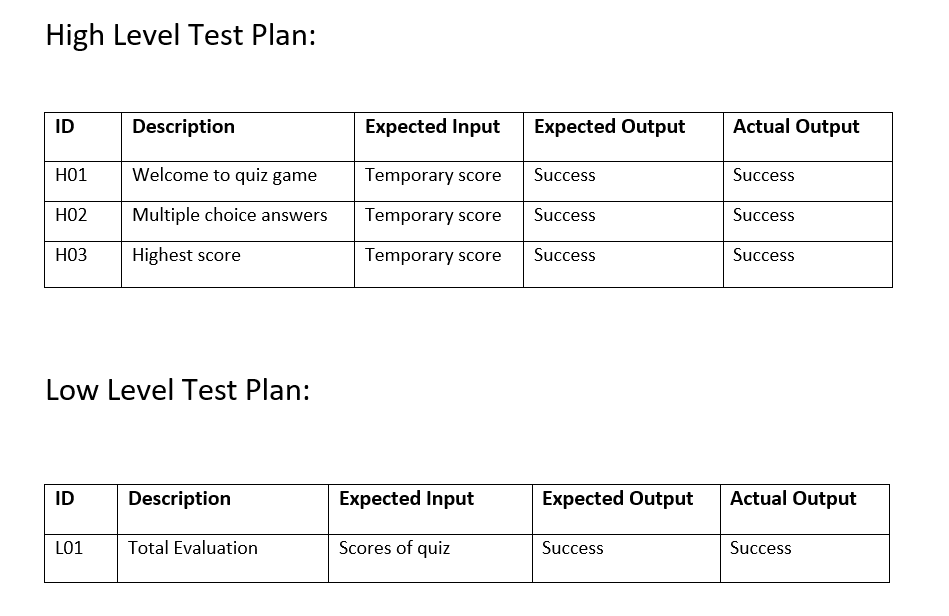 High Level Test Plan:
ID Description Expected Input Expected Output Actual Output
H01 Welcome to quiz game Temporary score Success Success
H02 Multiple choice answers Temporary score Success Success
H03 Highest score Temporary score Success Success
Low Level Test Plan:
ID Description Expected Input Expected Output Actual Output
L01 Total Evaluation Scores of quiz Success Success